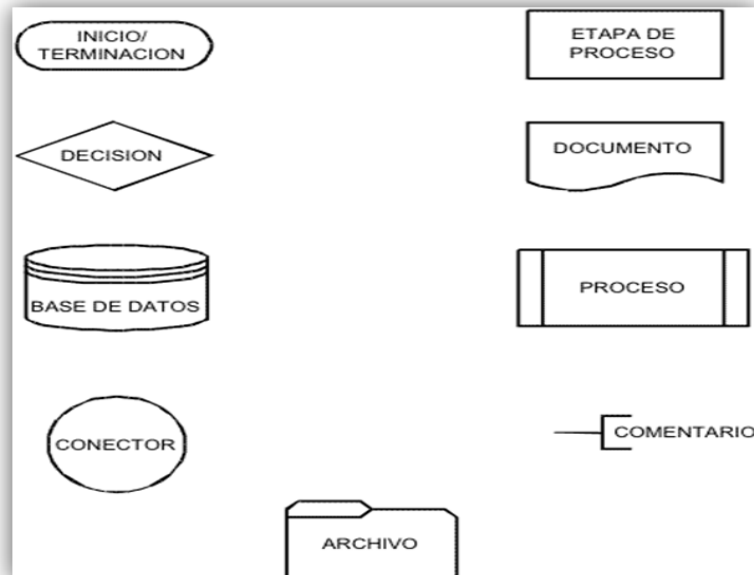 INICIO/
TERMINACION
ETAPA DE
PROCESO
DECISION
DOCUMENTO
BASE DE DATOS
PROCESO
CONECTOR
COMENTARIO
ARCHIVO